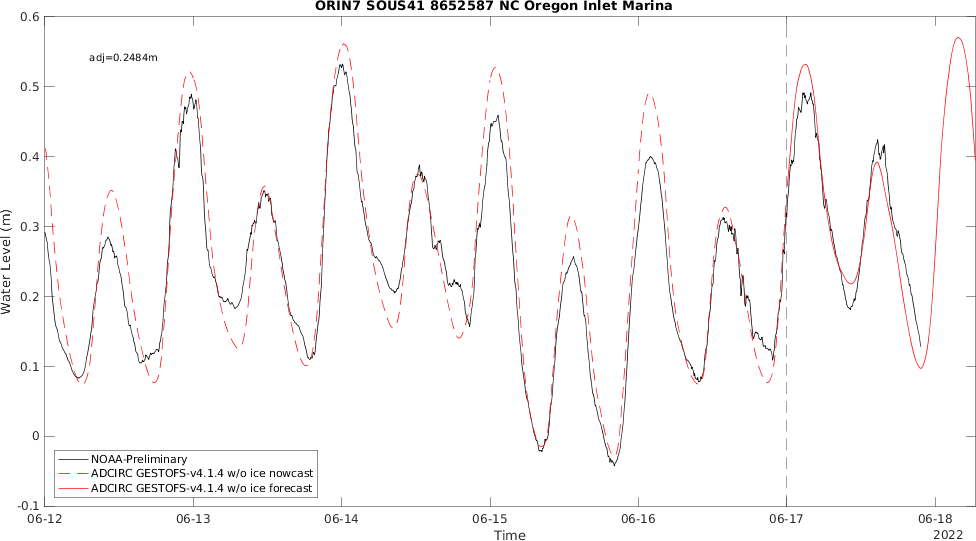 ORIN7 SOUS41 8652587 NC Oregon Inlet Marina
adj=0.2484m
0.6
0.5
0.4
0.3
0.2
0.1
0
-0.1
Water Level (m)
NOAA-Preliminary
ADCIRC GESTOFS-v4.1.4 w/o ice nowcast
ADCIRC GESTOFS-v4.1.4 w/o ice forecast
06-12 06-13 06-14 06-15 06-16 06-17 06-18
Time
2022